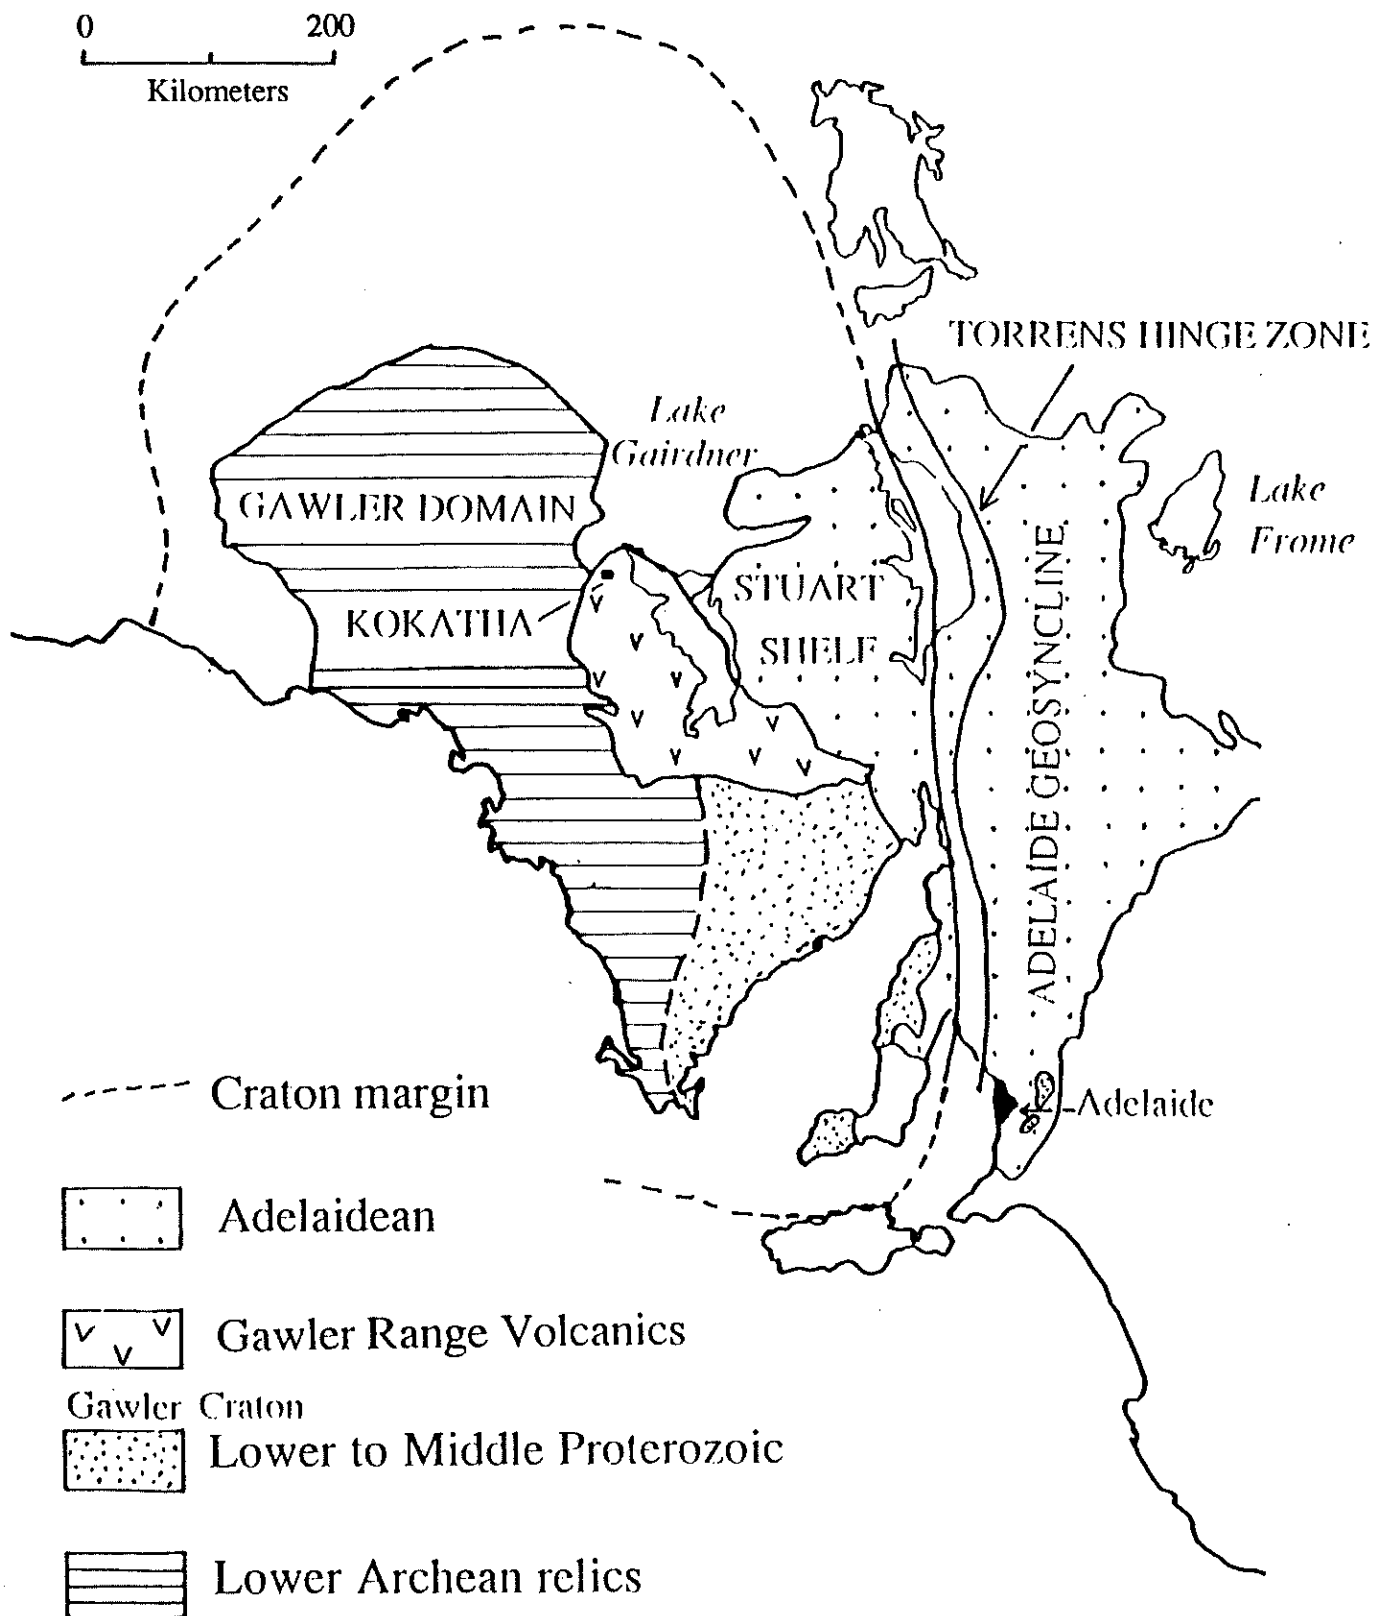 0 200
Kilometers
TORRENS HINGE ZONE
Lake
Gairdner
GAWLER DOMAIN
Lake
Frome
STUART
SHELF
KOKATHA
ADELAIDE GEOSYNCLINE
Craton margin
Adelaide
Adelaidean
Gawler Range Volcanics
Gawler Craton
Lower to Middle Proterozoic
Lower Archean relics